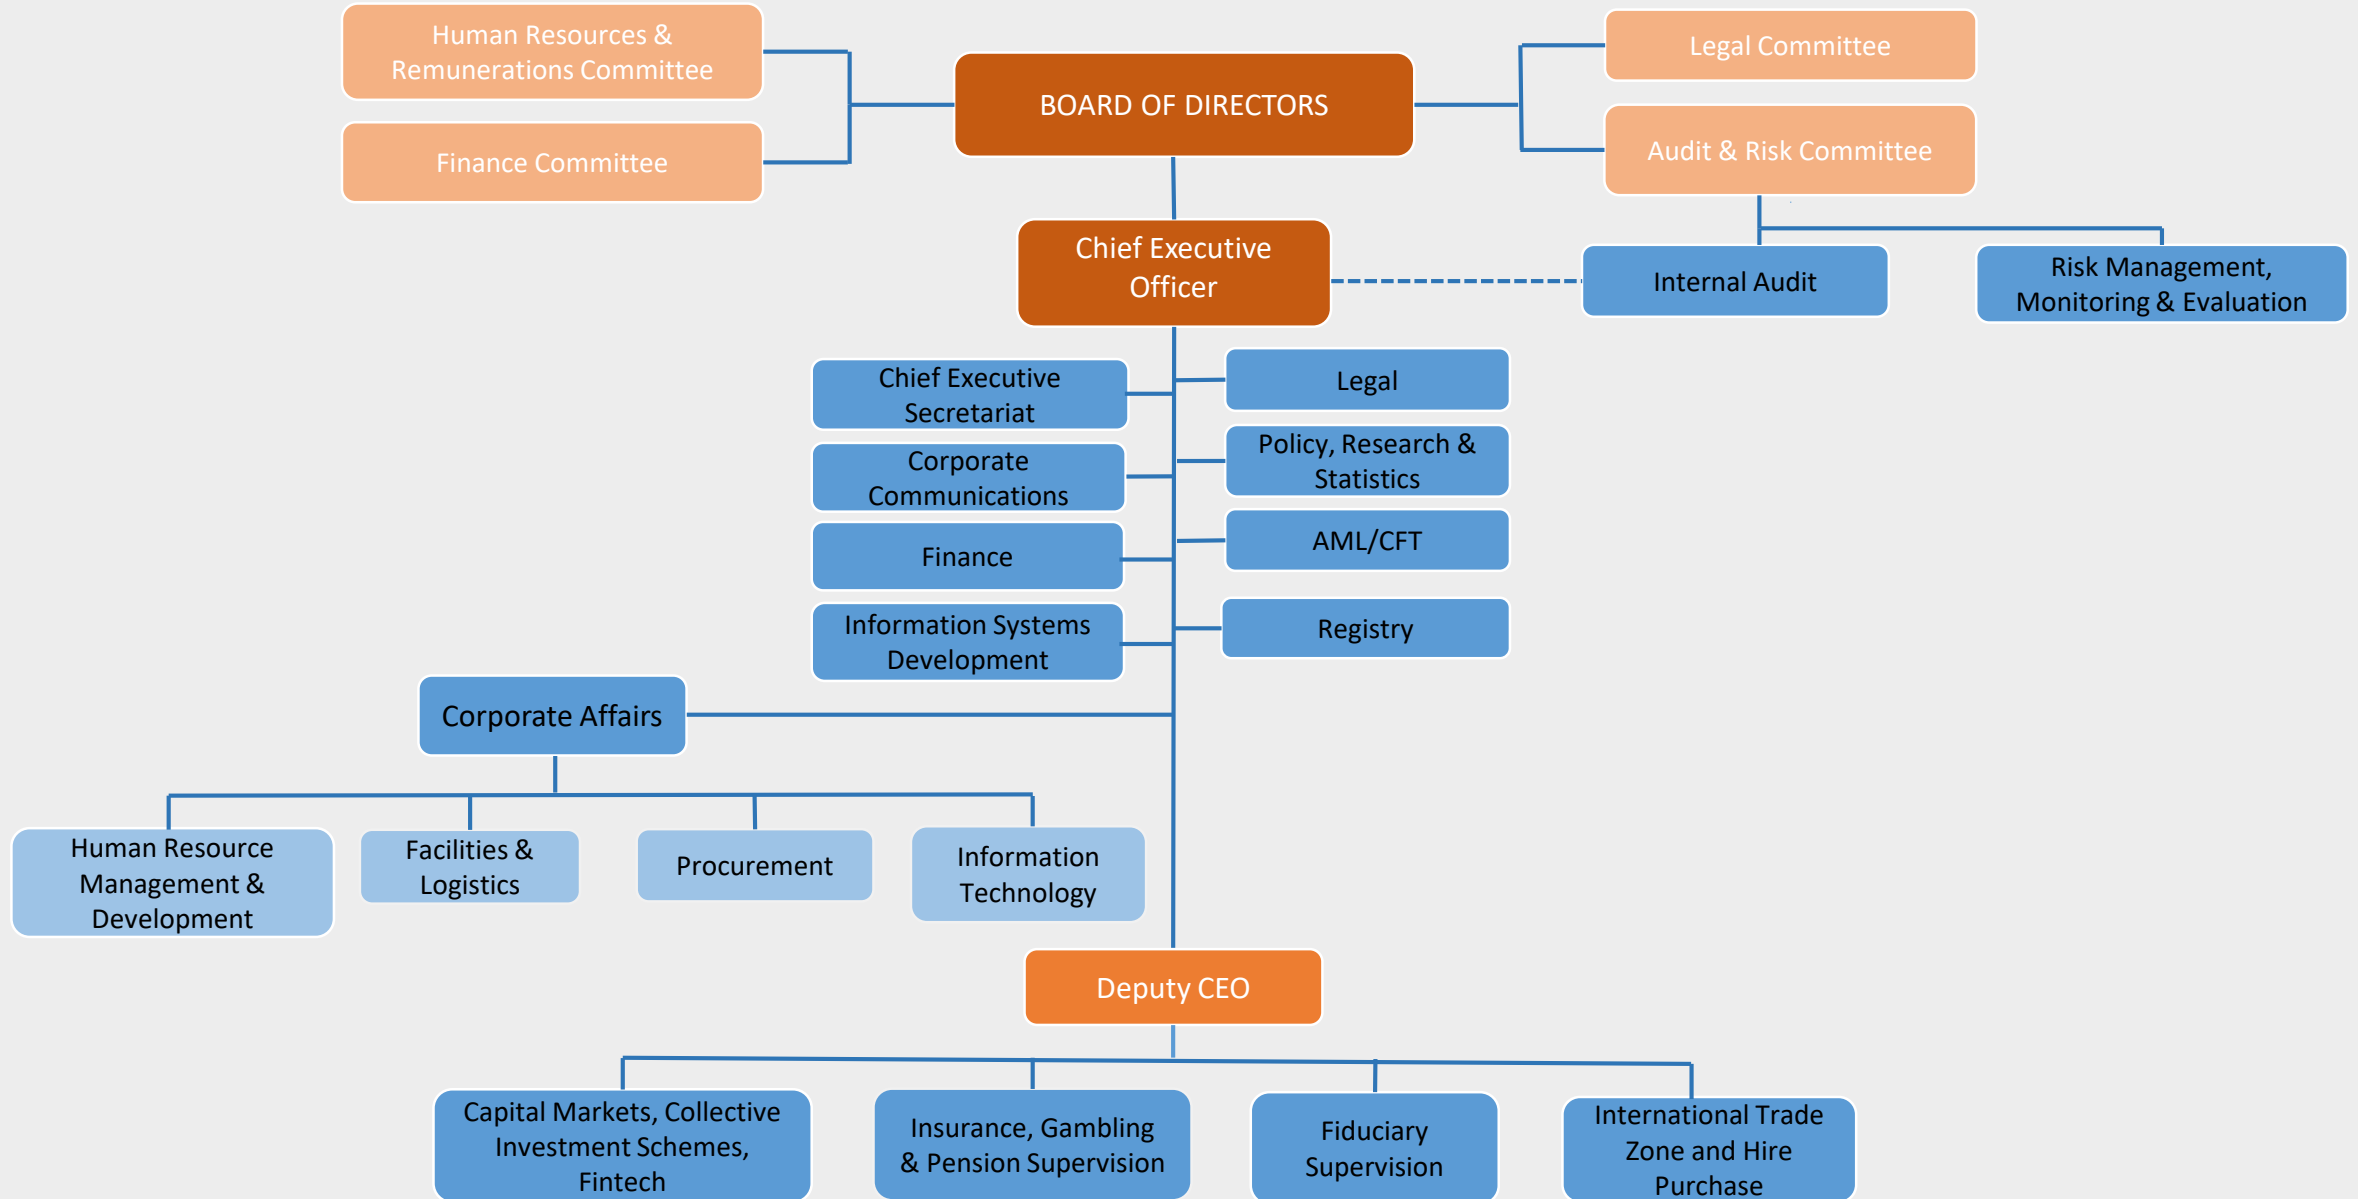 Human Resources &
Remunerations Committee
Finance Committee
BOARD OF DIRECTORS
Legal Committee
Audit & Risk Committee
Chief Executive
Officer
Internal Audit
Risk Management,
Monitoring & Evaluation
Chief Executive
Secretariat
Legal
Corporate
Communications
Policy, Research &
Statistics
Finance
AML/CFT
Information Systems
Development
Registry
Corporate Affairs
Human Resource
Management &
Development
Facilities &
Logistics
Procurement
Information
Technology
Deputy CEO
Capital Markets, Collective
Investment Schemes,
Fintech
Insurance, Gambling
& Pension Supervision
Fiduciary
Supervision
International Trade
Zone and Hire
Purchase